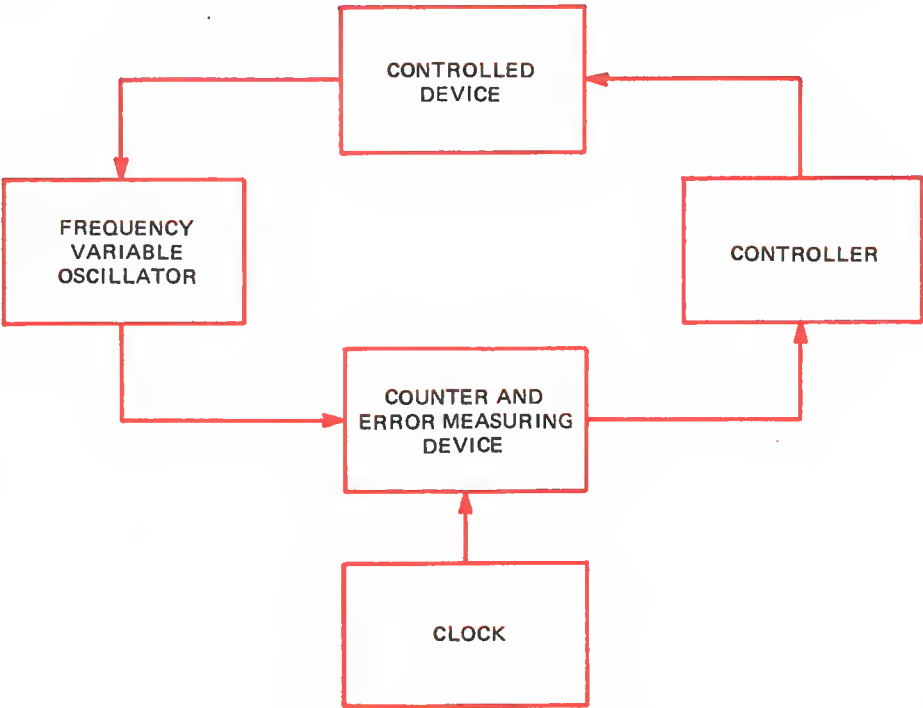 CONTROLLED
DEVICE
FREQUENCY
VARIABLE
OSCILLATOR
CONTROLLER
COUNTER AND
ERROR MEASURING
DEVICE
CLOCK